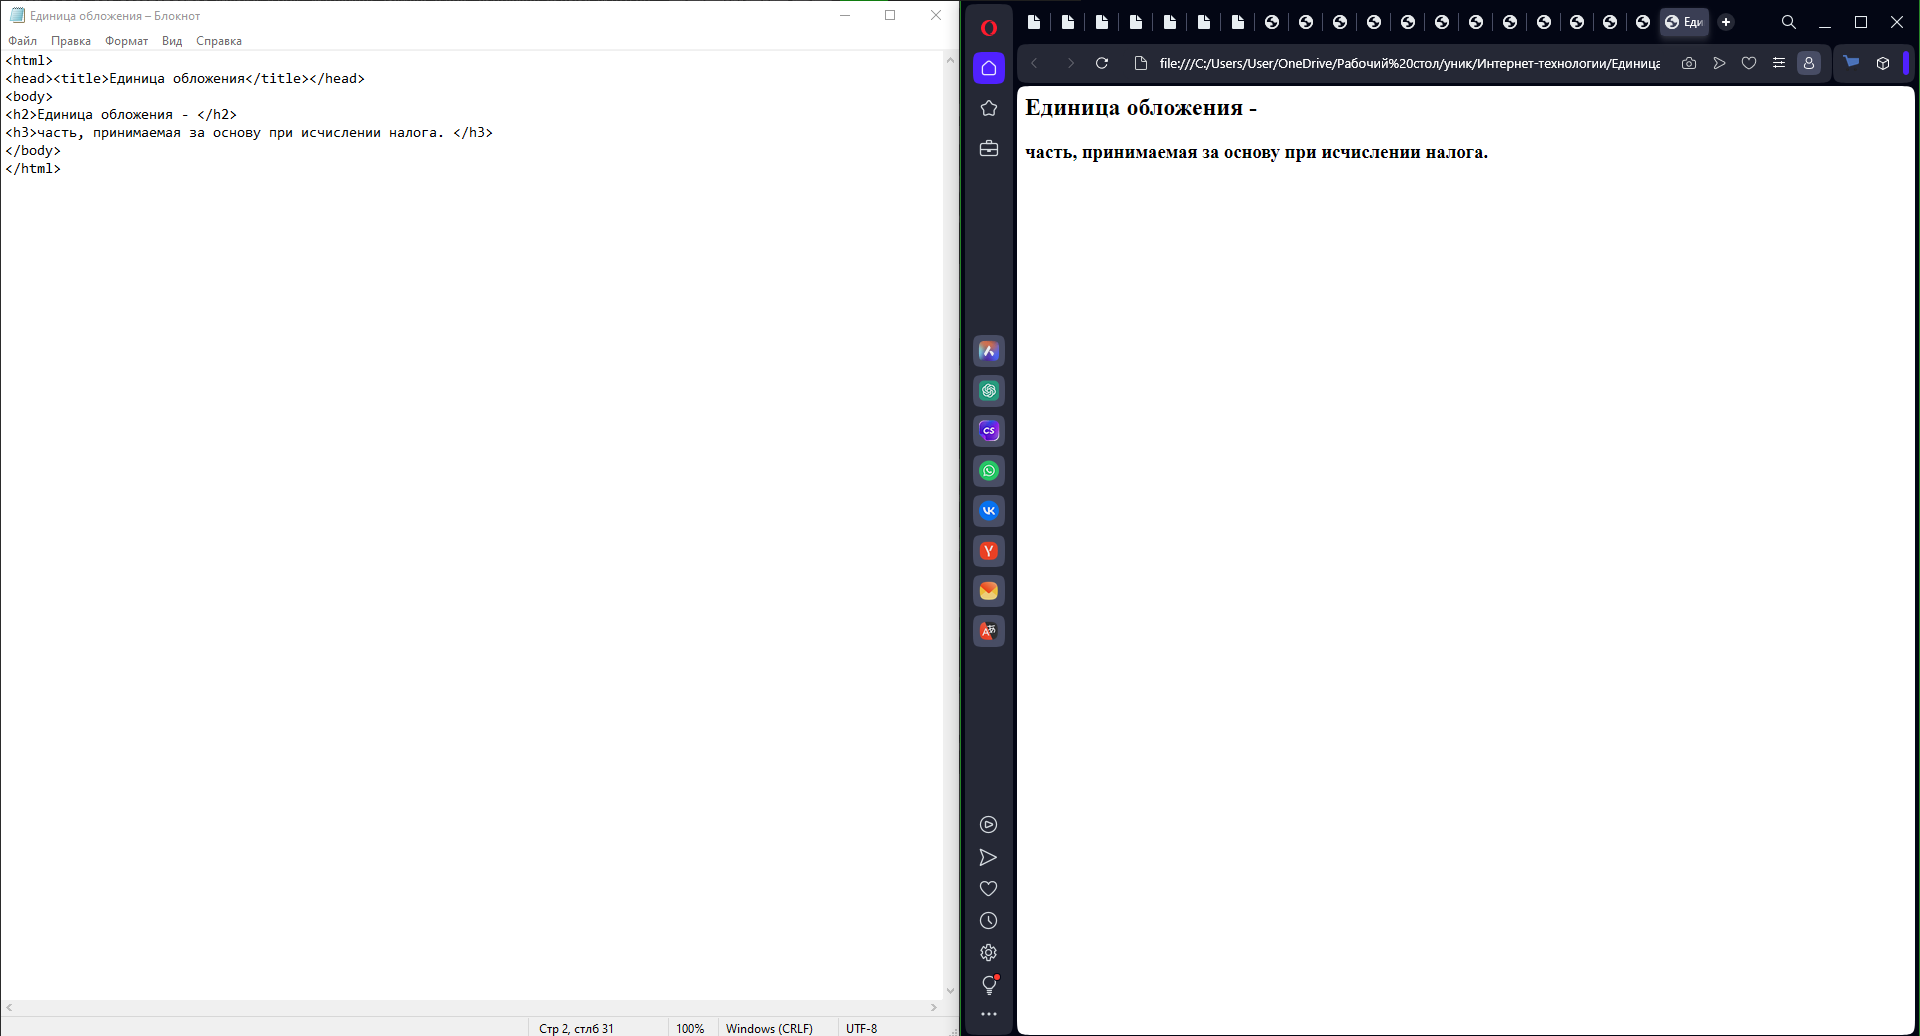 Единица обложения – Блокнот
Файл Правка Формат Вид Справка
<html>
<head><title>Единица обложения</title></head>
<body>
<h2>Единица обложения - </h2>
<h3>часть, принимаемая за основу при исчислении налога. </h3>
</body>
</html>
Стр 2, стлб 31 100% Windows (CRLF) UTF-8
Еди
file:///C:/Users/User/OneDrive/Рабочий%20стол/уник/Интернет-технологии/Единица
Единица обложения -
часть, принимаемая за основу при исчислении налога.
CS